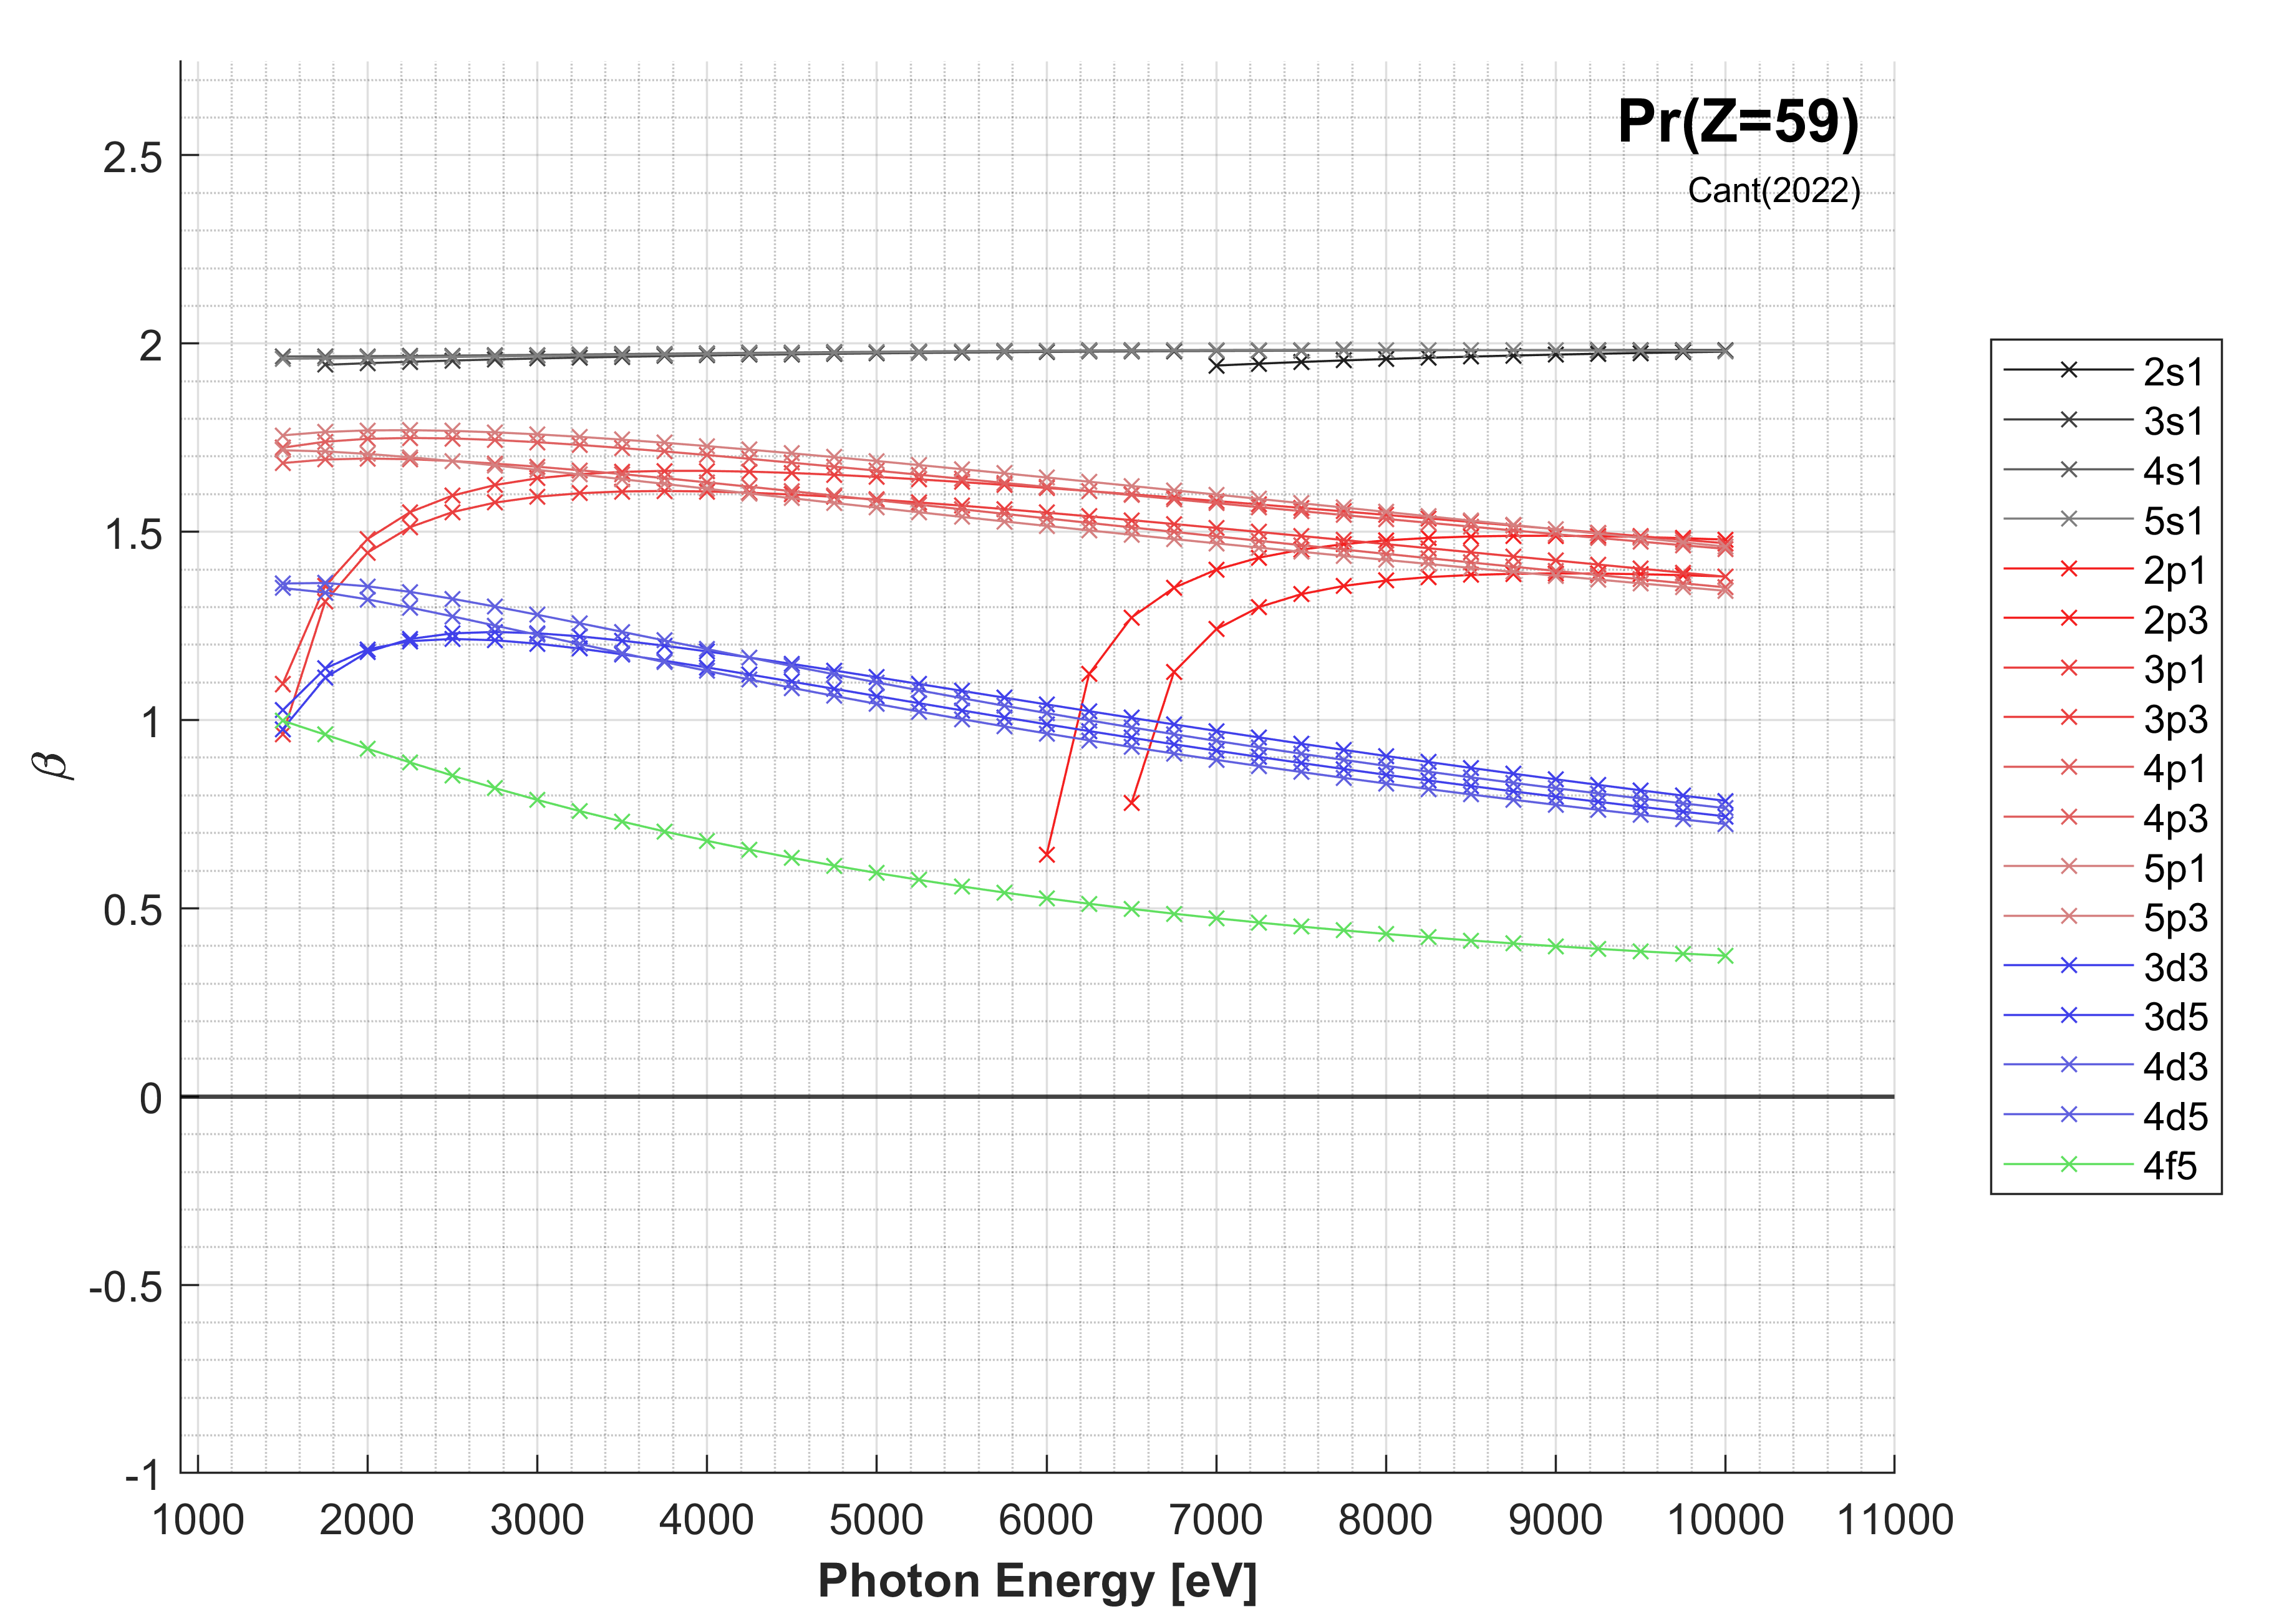 Pr(Z=59)
Cant(2022)
2.5
2
1.5
1
0.5
0
-0.5
-1
β
1000 2000 3000 4000 5000 6000 7000 8000 9000 10000 11000
Photon Energy [eV]
2s1
3s1
4s1
5s1
2p1
2p3
3p1
3p3
4p1
4p3
5p1
5p3
3d3
3d5
4d3
4d5
4f5